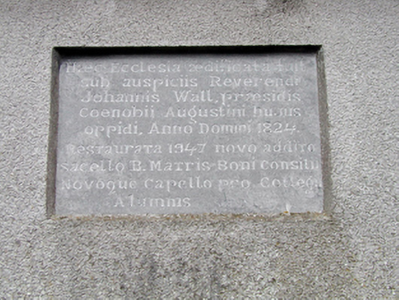 Haec Ecclesia aedificata fuit
sub auspiciis Reverendi
Johannis Wall, præsidis
Coenobii Augustini hujus
oppidi, Anno Domini 1824.
Restaurata 1947 novo addito
sacello B. Matris Boni Consilii
Novoque Capello pro Collegii
Alumnis